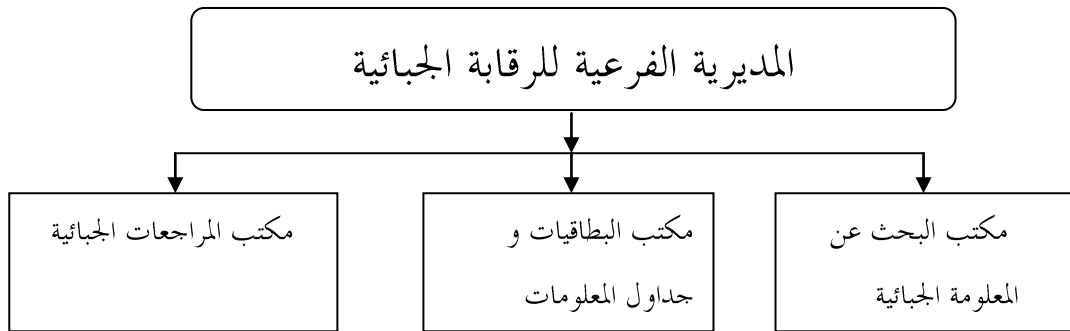 المديرية الفرعية للرقابة الجبائية
مكتب البحث عن
المعلومة الجبائية
مكتب البطاقيات و
جداول المعلومات
مكتب المراجعات الجبائية